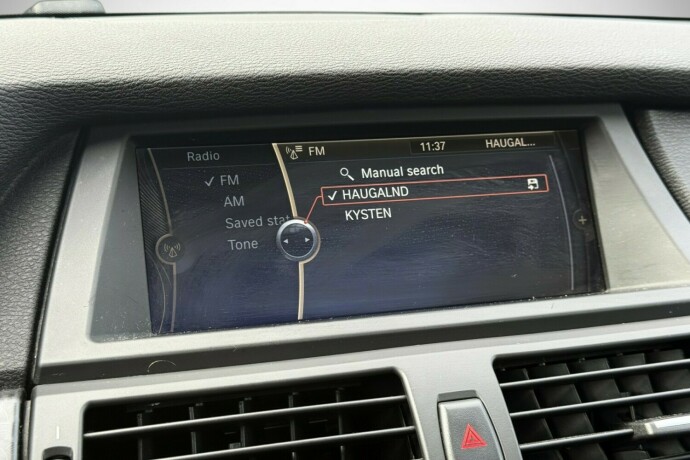 Radio
FM 11:37 HAUGAL...
FM
AM
Saved stat
Tone
Manual search
HAUGALND
KYSTEN